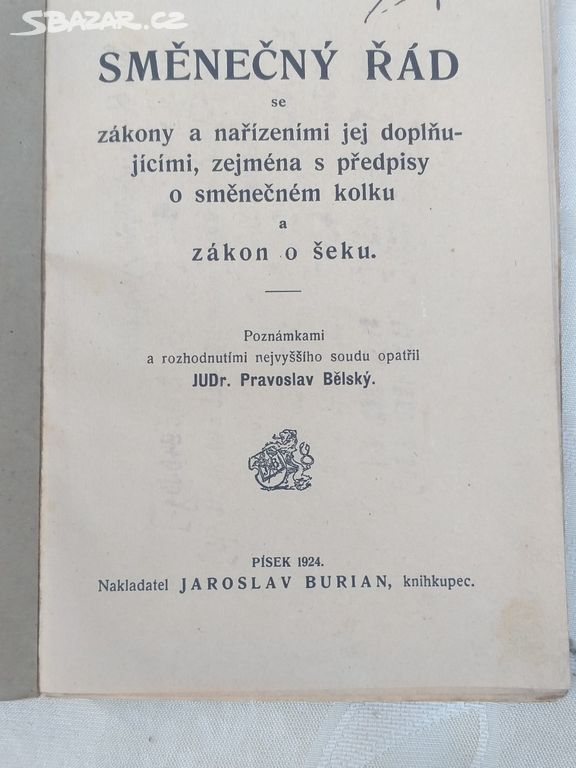 SBAZAR.CZ
SMĚNEČNÝ ŘÁD
se
zákony a nařízeními jej doplňu-
jícími, zejména s předpisy
o směnečném kolku
a
zákon o šeku.
Poznámkami
a rozhodnutími nejvyššího soudu opatřil
JUDr. Pravoslav Bělský.
PÍSEK 1924.
Nakladatel JAROSLAV BURIAN, knihkupec.